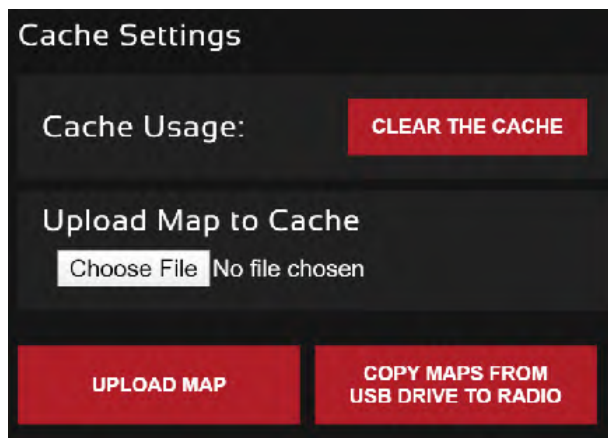 Cache Settings
Cache Usage:
CLEAR THE CACHE
Upload Map to Cache
Choose File No file chosen
UPLOAD MAP
COPY MAPS FROM
USB DRIVE TO RADIO